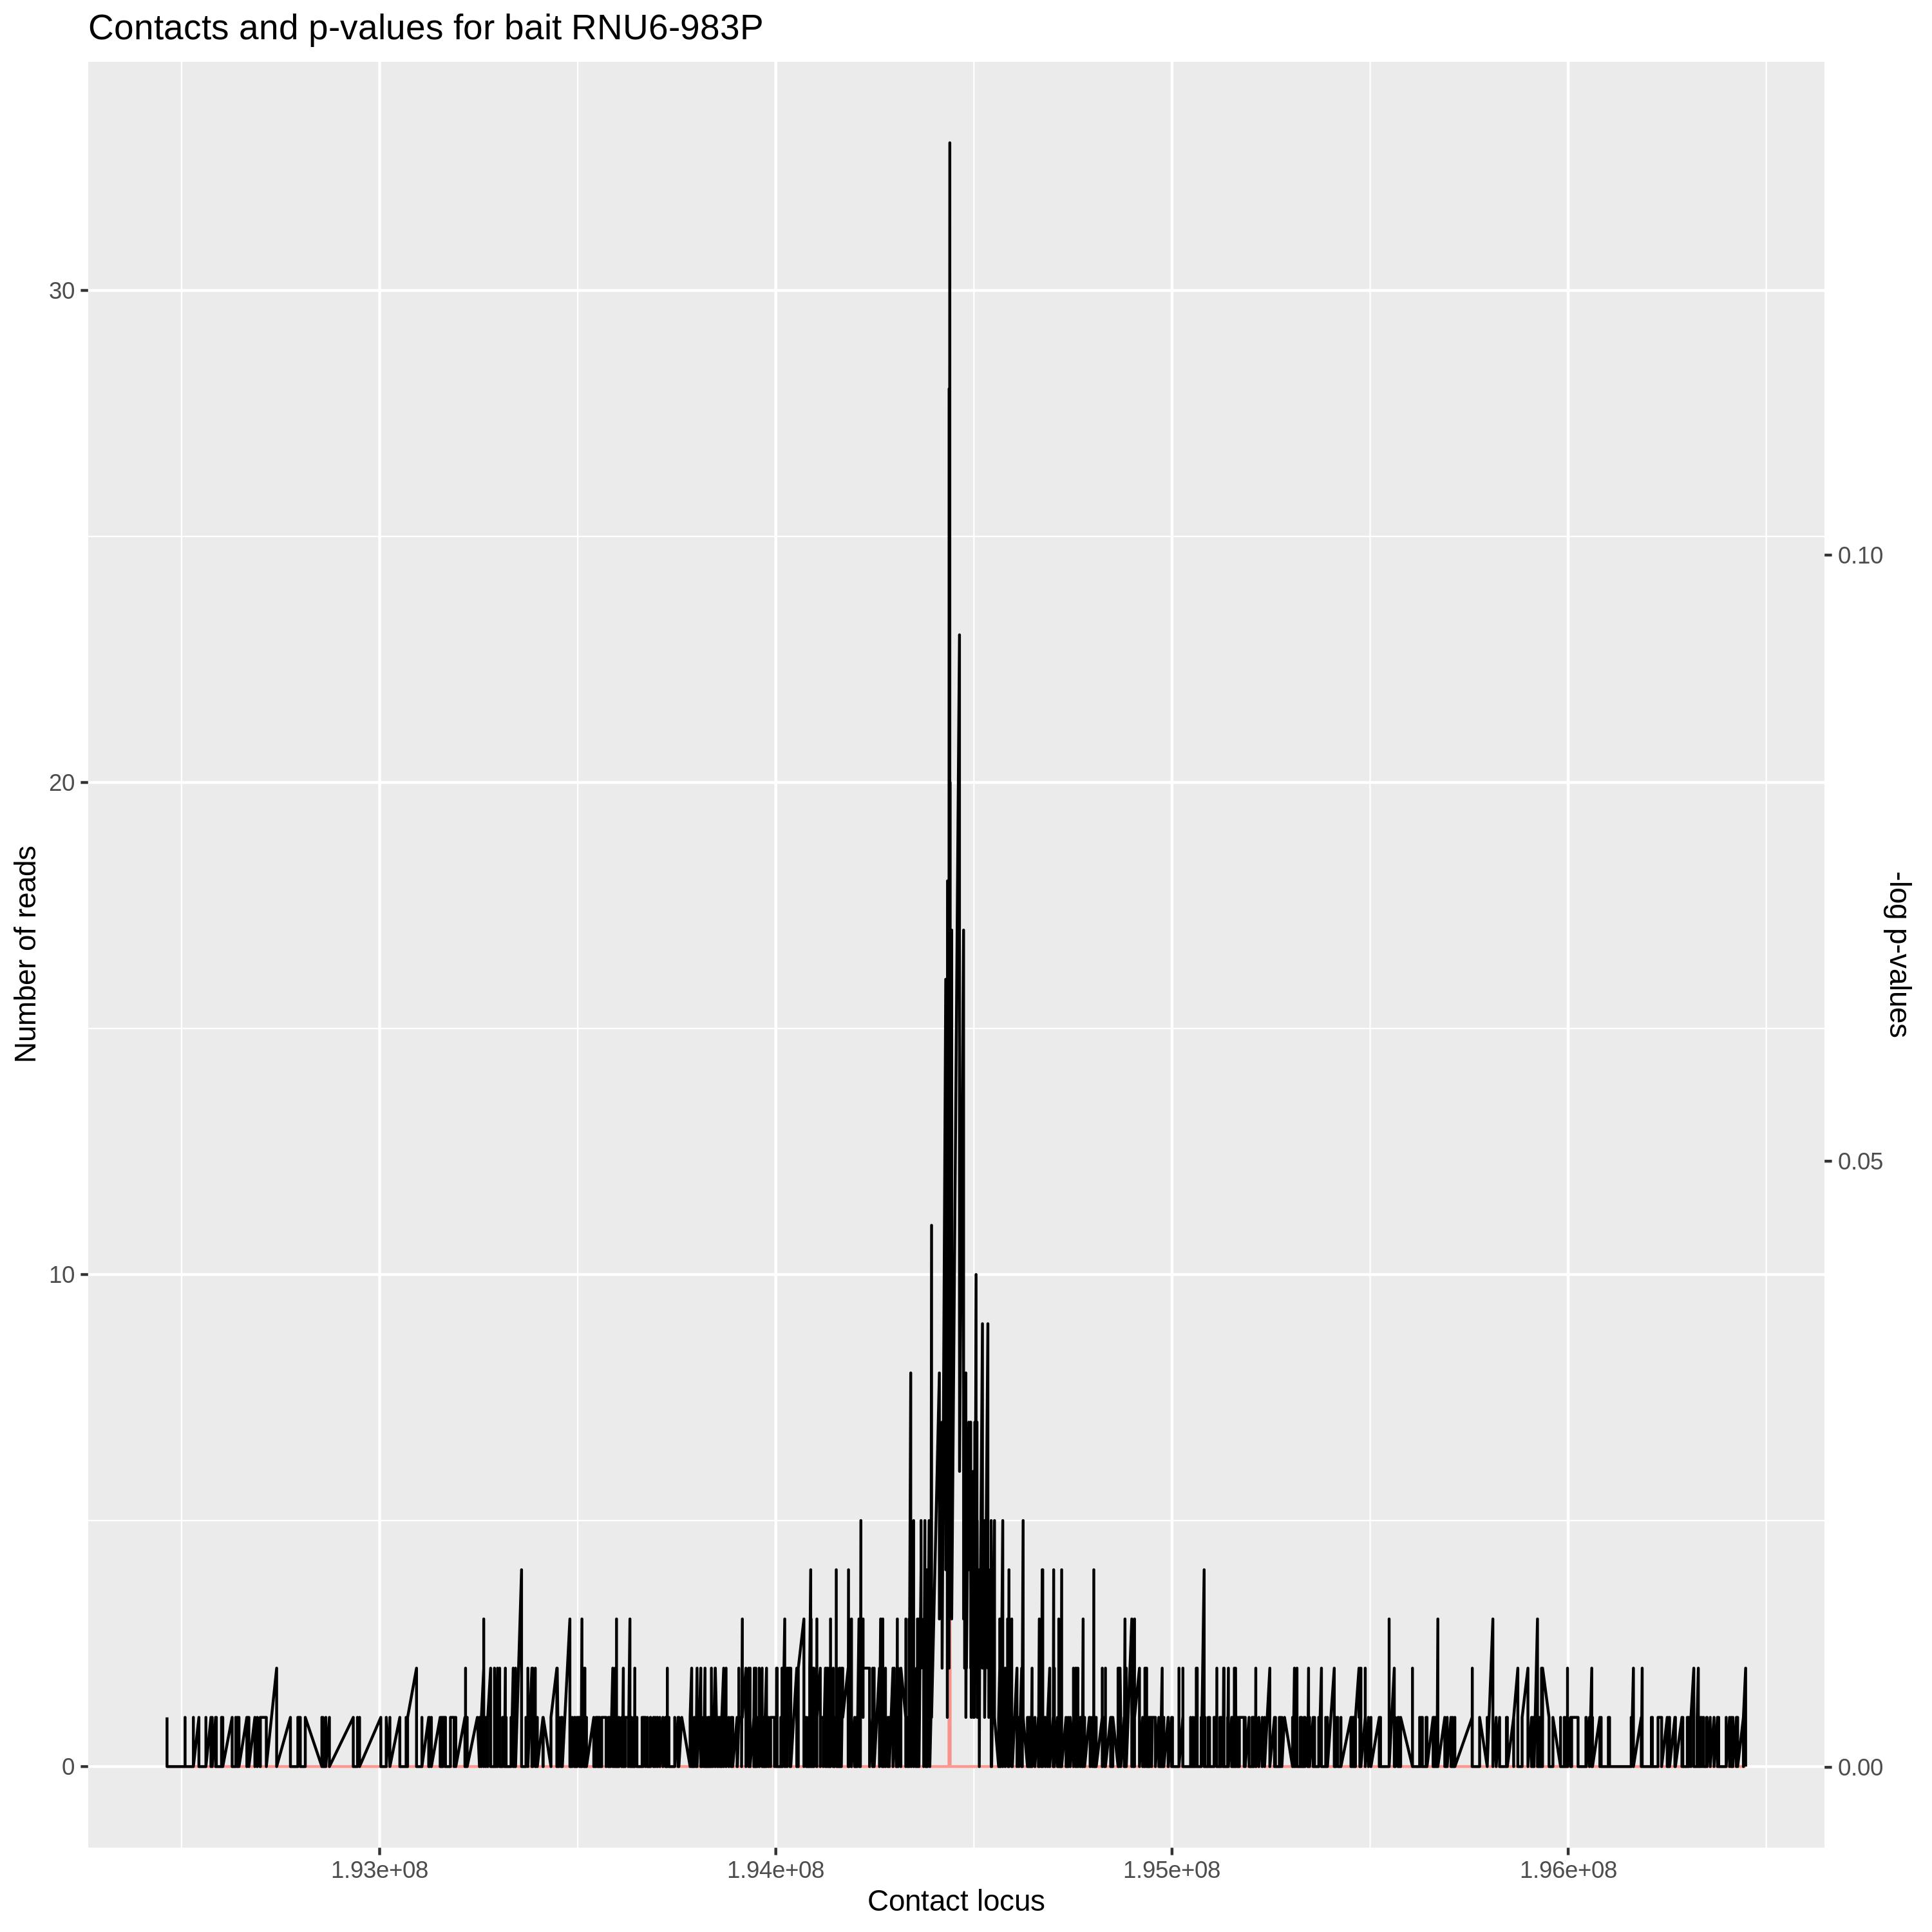 Contacts and p-values for bait RNU6-983P
30
20
10
0
Number of reads
0.10
0.05
0.00
-log p-values
1.93e+08
1.94e+08
1.95e+08
1.96e+08
Contact locus